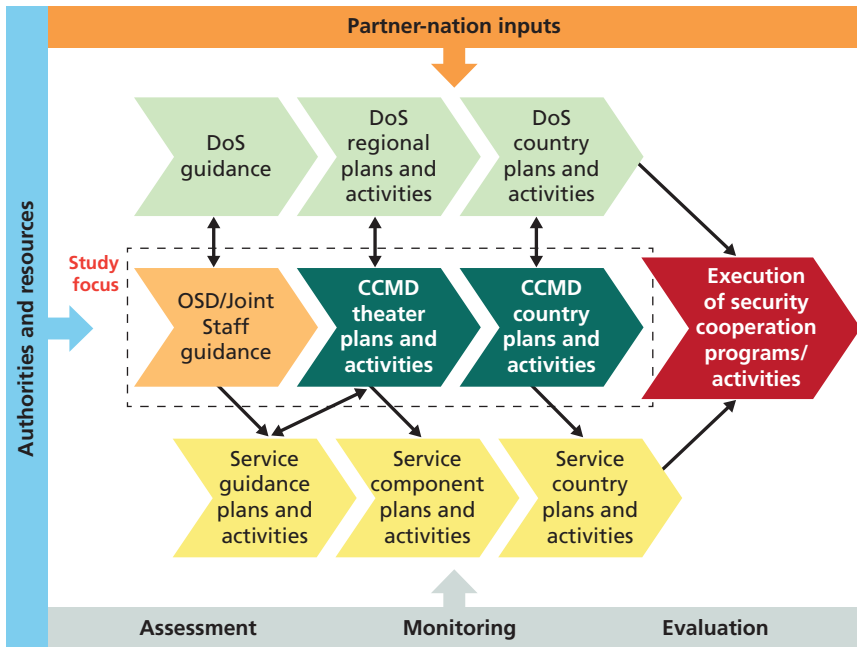 Partner-nation inputs
Authorities and resources
DoS
guidance
DoS
regional
plans and
activities
DoS
country
plans and
activities
Study
focus
OSD/Joint
Staff
guidance
CCMD
theater
plans and
activities
CCMD
country
plans and
activities
Execution
of security
cooperation
programs/
activities
Service
guidance
plans and
activities
Service
component
plans and
activities
Service
country
plans and
activities
Assessment
Monitoring
Evaluation